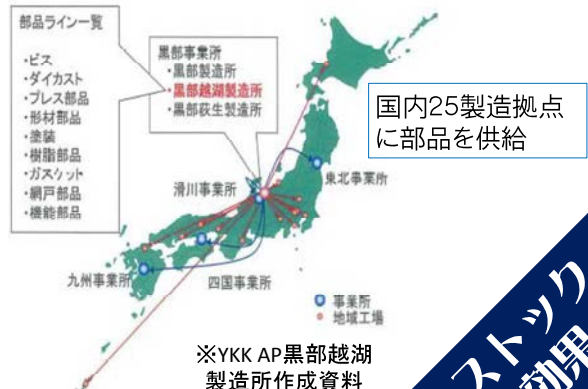 部品ライン一覧
・ビス
・ダイカスト
・プレス部品
・形材部品
・塗装
・樹脂部品
・ガスケット
・網戸部品
・機能部品
黒部事業所
・黒部製造所
・黒部越湖製造所
・黒部荻生製造所
国内25製造拠点
に部品を供給
滑川事業所
東北事業所
九州事業所
四国事業所
事業所
地域工場
※YKK AP黒部越湖
製造所作成資料
ストック
効果